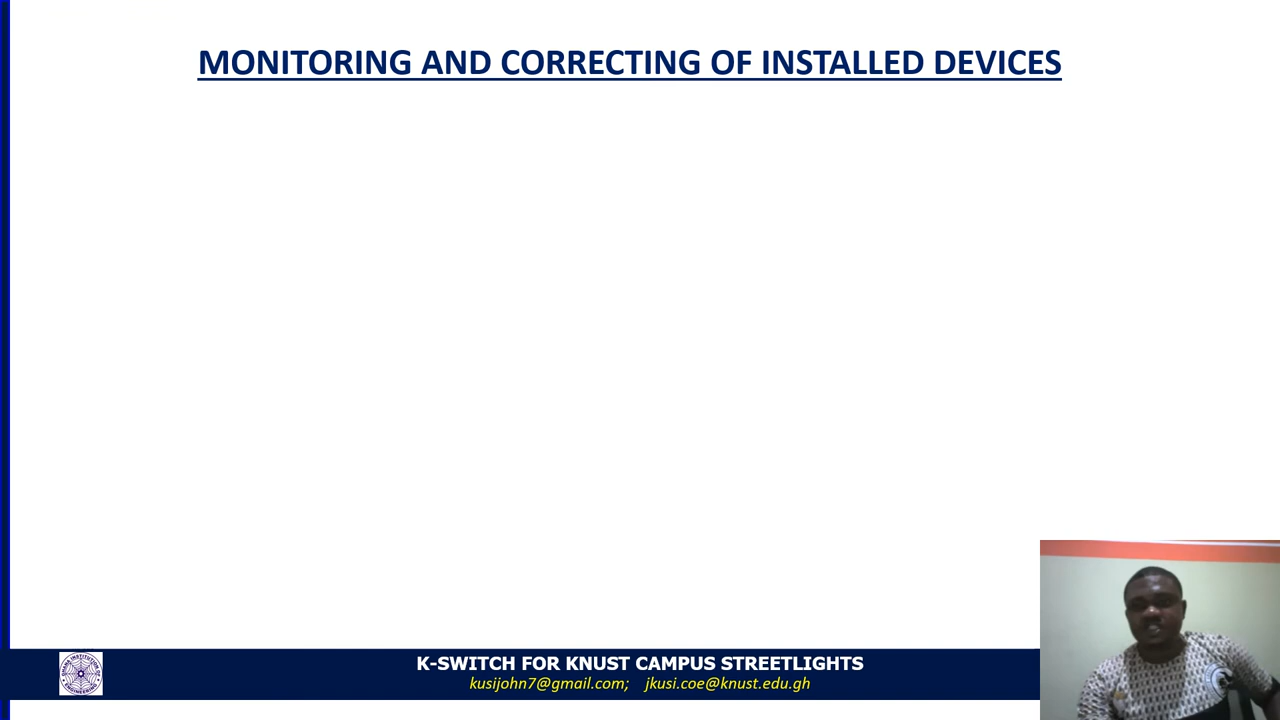 MONITORING AND CORRECTING OF INSTALLED DEVICES
K-SWITCH FOR KNUST CAMPUS STREETLIGHTS
kusijohn7@gmail.com; jkusi.coe@knust.edu.gh